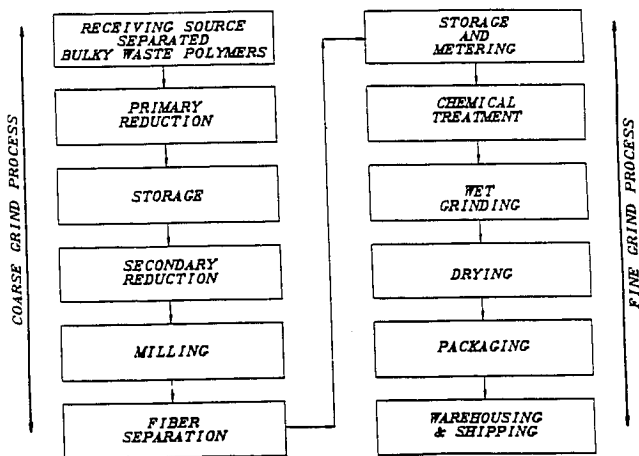 RECEIVING SOURCE
SEPARATED
BULKY WASTE POLYMERS
PRIMARY
REDUCTION
STORAGE
SECONDARY
REDUCTION
MILLING
FIBER
SEPARATION
COARSE GRIND PROCESS
STORAGE
AND
METERING
CHEMICAL
TREATMENT
WET
GRINDING
DRYING
PACKAGING
WAREHOUSING
& SHIPPING
FINE GRIND PROCESS